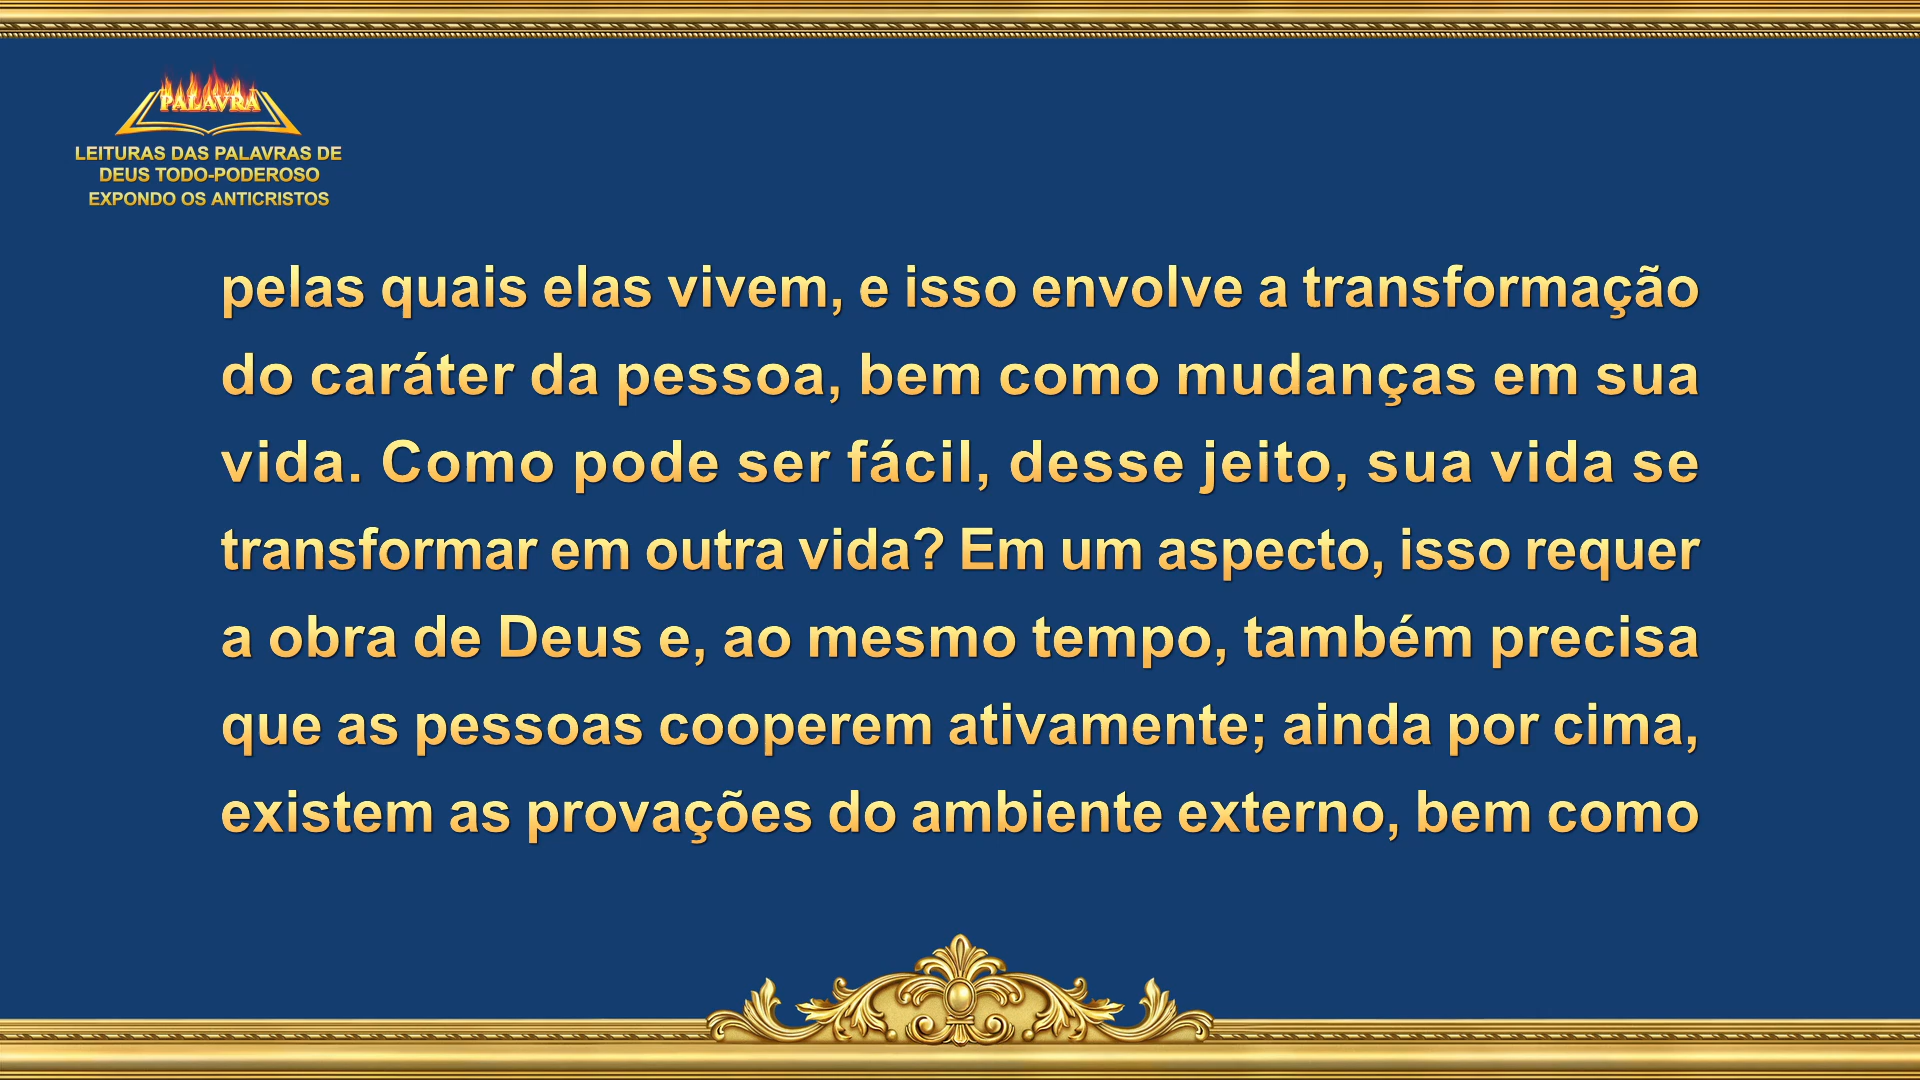 PALAVRA
LEITURAS DAS PALAVRAS DE
DEUS TODO-PODEROSO
EXPONDO OS ANTICRISTOS
pelas quais elas vivem, e isso envolve a transformação
do caráter da pessoa, bem como mudanças em sua
vida. Como pode ser fácil, desse jeito, sua vida se
transformar em outra vida? Em um aspecto, isso requer
a obra de Deus e, ao mesmo tempo, também precisa
que as pessoas cooperem ativamente; ainda por cima,
existem as provações do ambiente externo, bem como